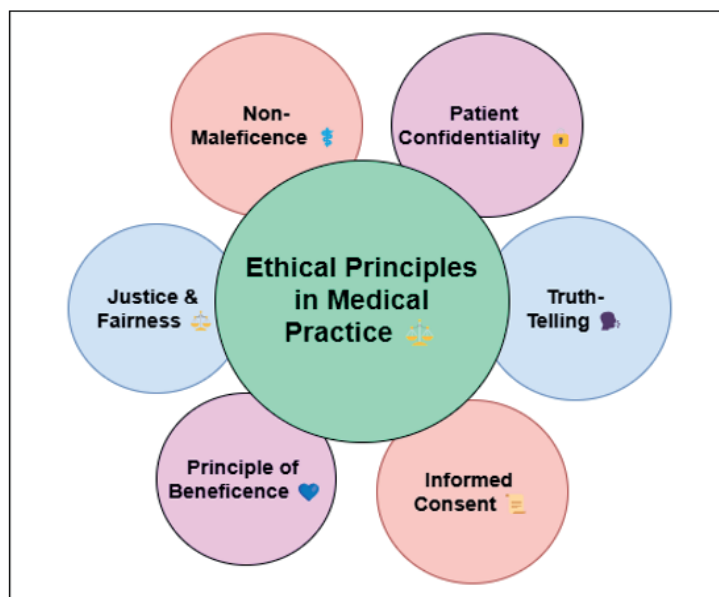 Non-
Maleficence
Patient
Confidentiality
Ethical Principles
in Medical
Practice
Justice &
Fairness
Truth-
Telling
Principle of
Beneficence
Informed
Consent